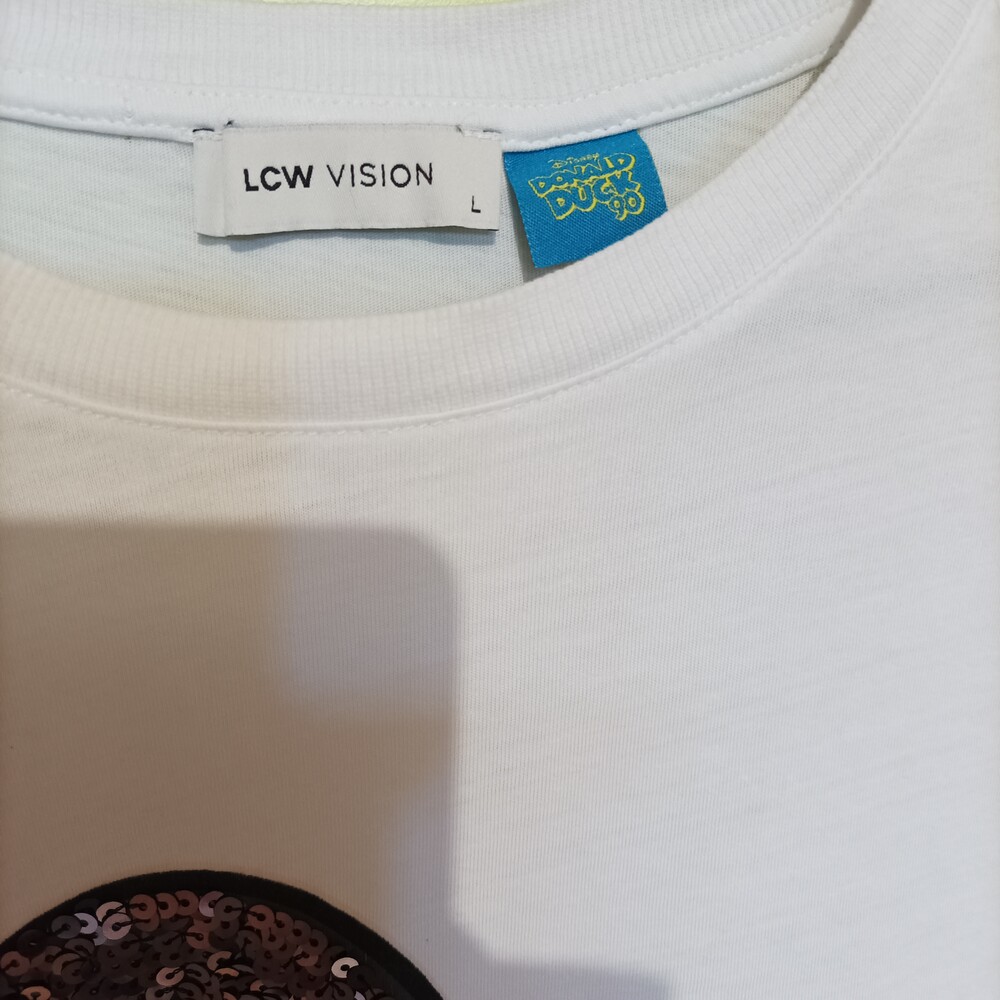 LCW VISION
L
Disney
DONALD
DUCK
90